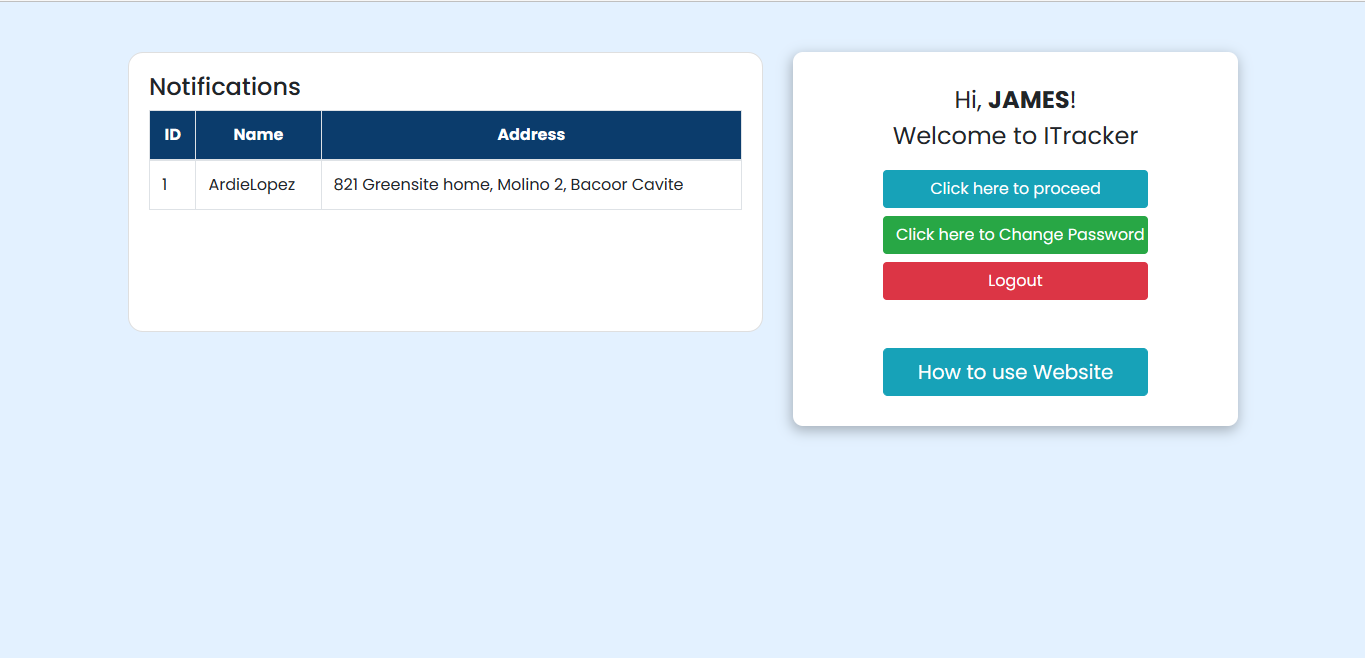 Notifications
ID Name Address
1 ArdieLopez 821 Greensite home, Molino 2, Bacoor Cavite
Hi, JAMES!
Welcome to ITracker
Click here to proceed
Click here to Change Password
Logout
How to use Website